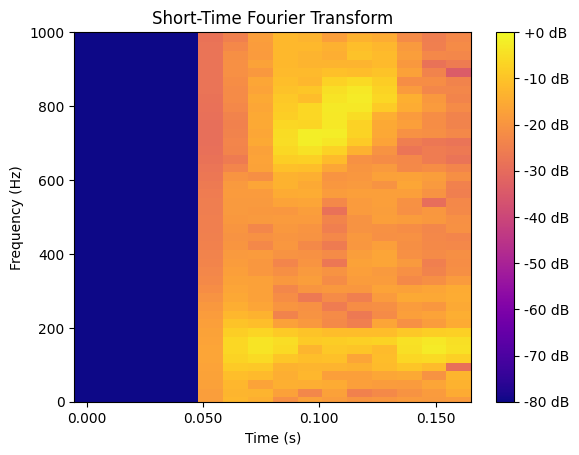 Short-Time Fourier Transform
Frequency (Hz)
1000
800
600
400
200
0
0.000
0.050
0.100
0.150
Time (s)
+0 dB
-10 dB
-20 dB
-30 dB
-40 dB
-50 dB
-60 dB
-70 dB
-80 dB